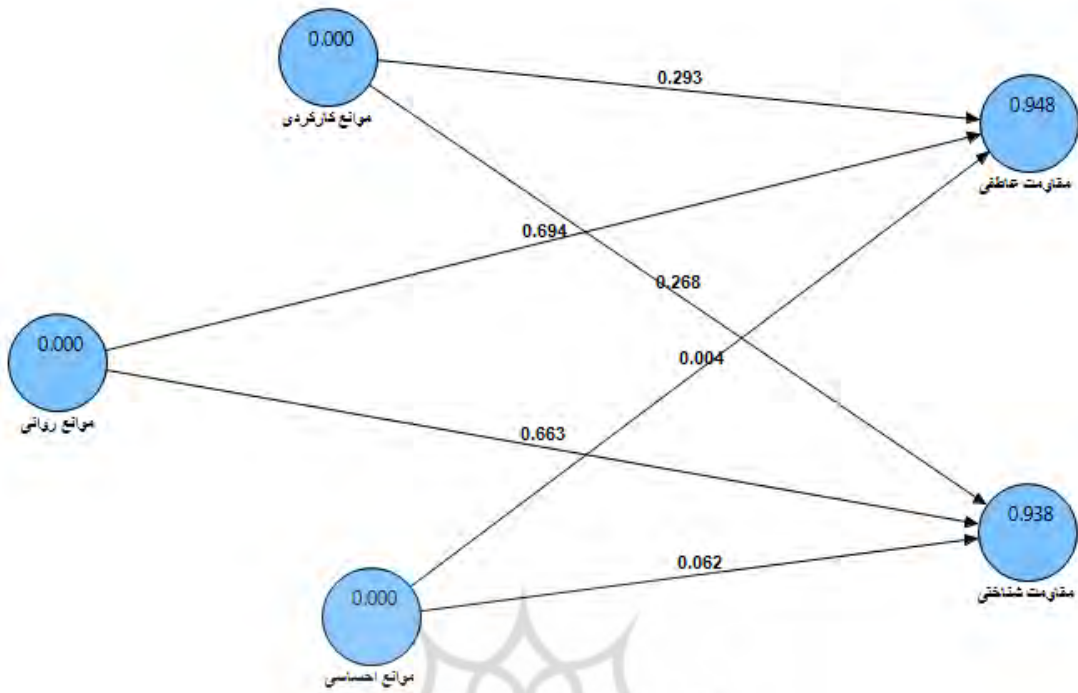 0.000
موانع کارکردی
0.293
0.948
مقاومت عاطفی
0.694
0.268
0.000
موانع روانی
0.004
0.663
0.938
مقاومت شناختی
0.062
0.000
موانع احساسی